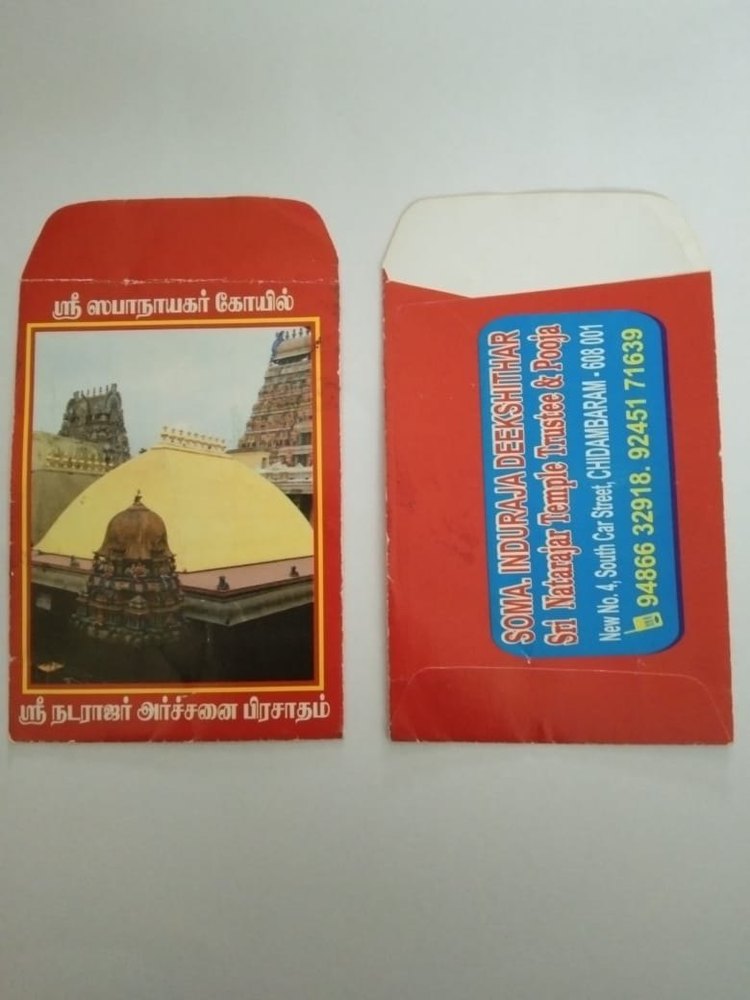 ஸ்ரீ ஸபாநாயகர் கோயில்
ஸ்ரீ நடராஜர் அர்ச்சனை பிரசாதம்
SOMA. INDURAJA DEEKSHITHAR
Sri Natarajar Temple Trustee & Pooja
New No. 4, South Car Street, CHIDAMBARAM - 608 001
94866 32918. 92451 71639